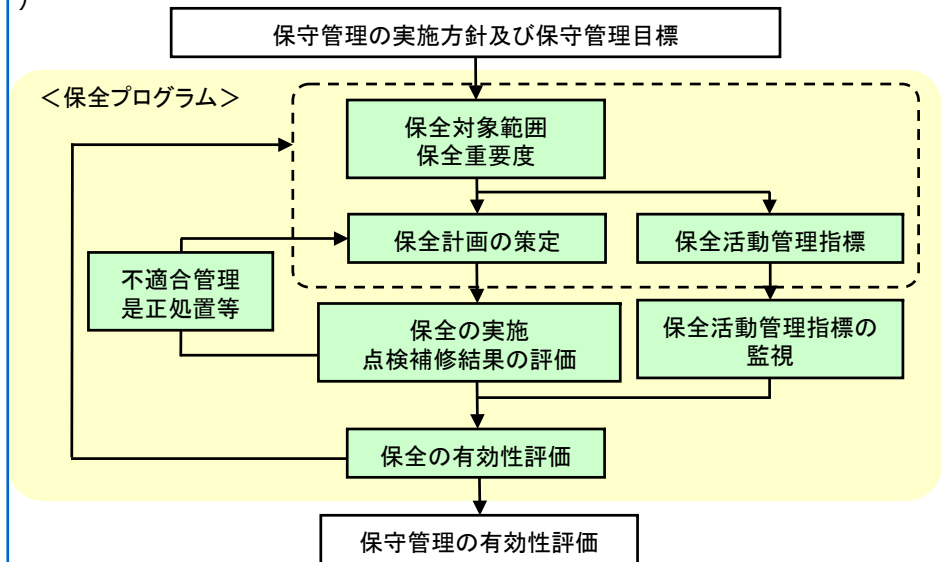 )
保守管理の実施方針及び保守管理目標
＜保全プログラム＞
保全対象範囲
保全重要度
保全計画の策定
保全活動管理指標
不適合管理
是正処置等
保全の実施
点検補修結果の評価
保全活動管理指標の
監視
保全の有効性評価
保守管理の有効性評価